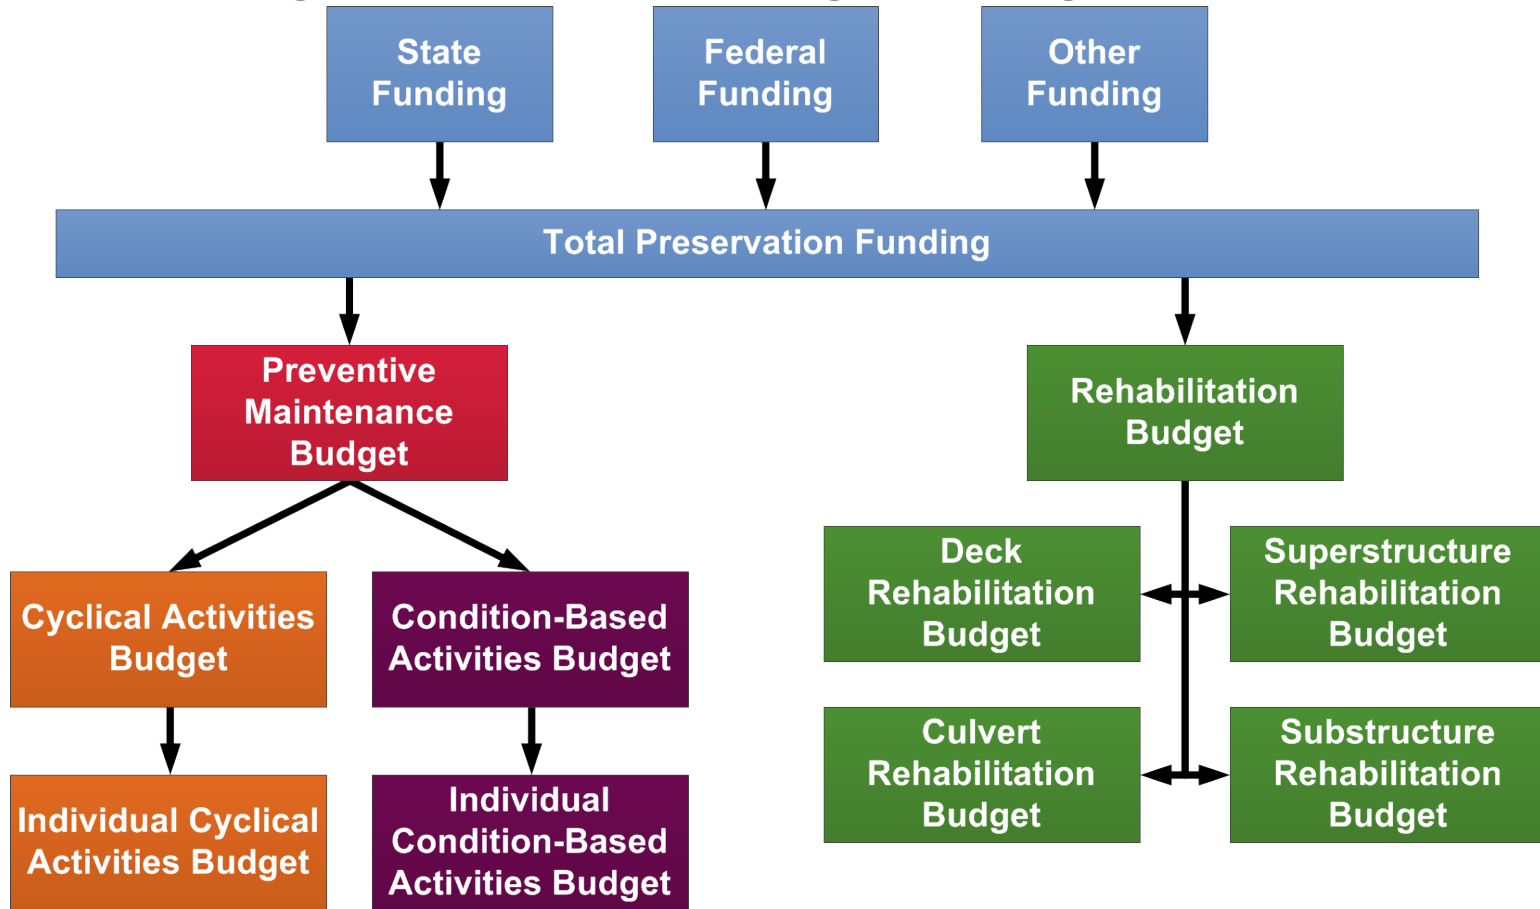 State
Funding
Federal
Funding
Other
Funding
Total Preservation Funding
Preventive
Maintenance
Budget
Rehabilitation
Budget
Cyclical Activities
Budget
Condition-Based
Activities Budget
Deck
Rehabilitation
Budget
Superstructure
Rehabilitation
Budget
Individual Cyclical
Activities Budget
Individual
Condition-Based
Activities Budget
Culvert
Rehabilitation
Budget
Substructure
Rehabilitation
Budget